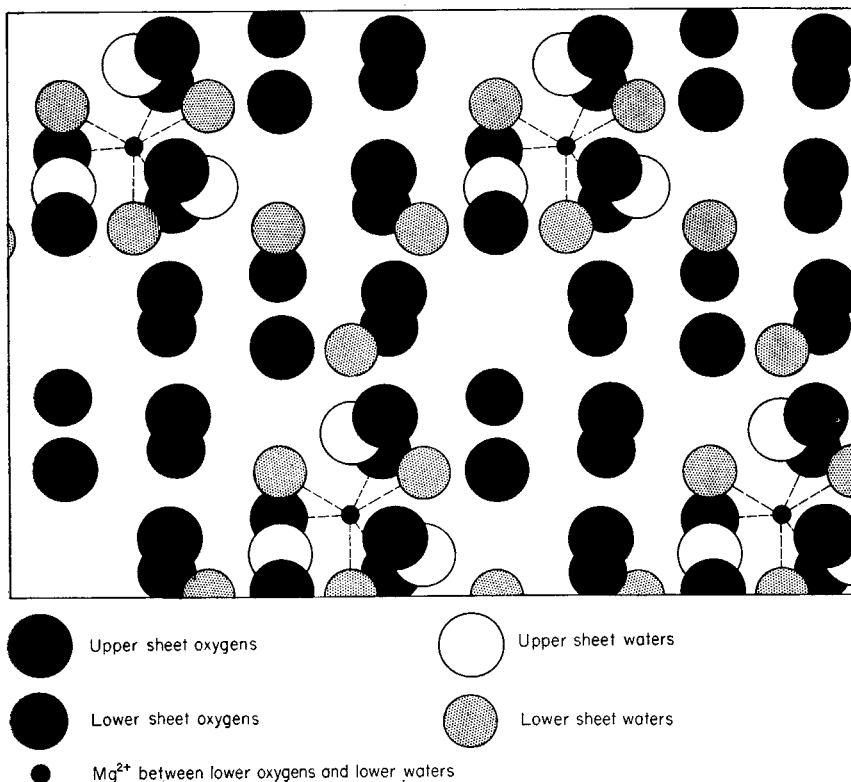 Upper sheet oxygens
Upper sheet waters
Lower sheet oxygens
Lower sheet waters
Mg²⁺ between lower oxygens and lower waters